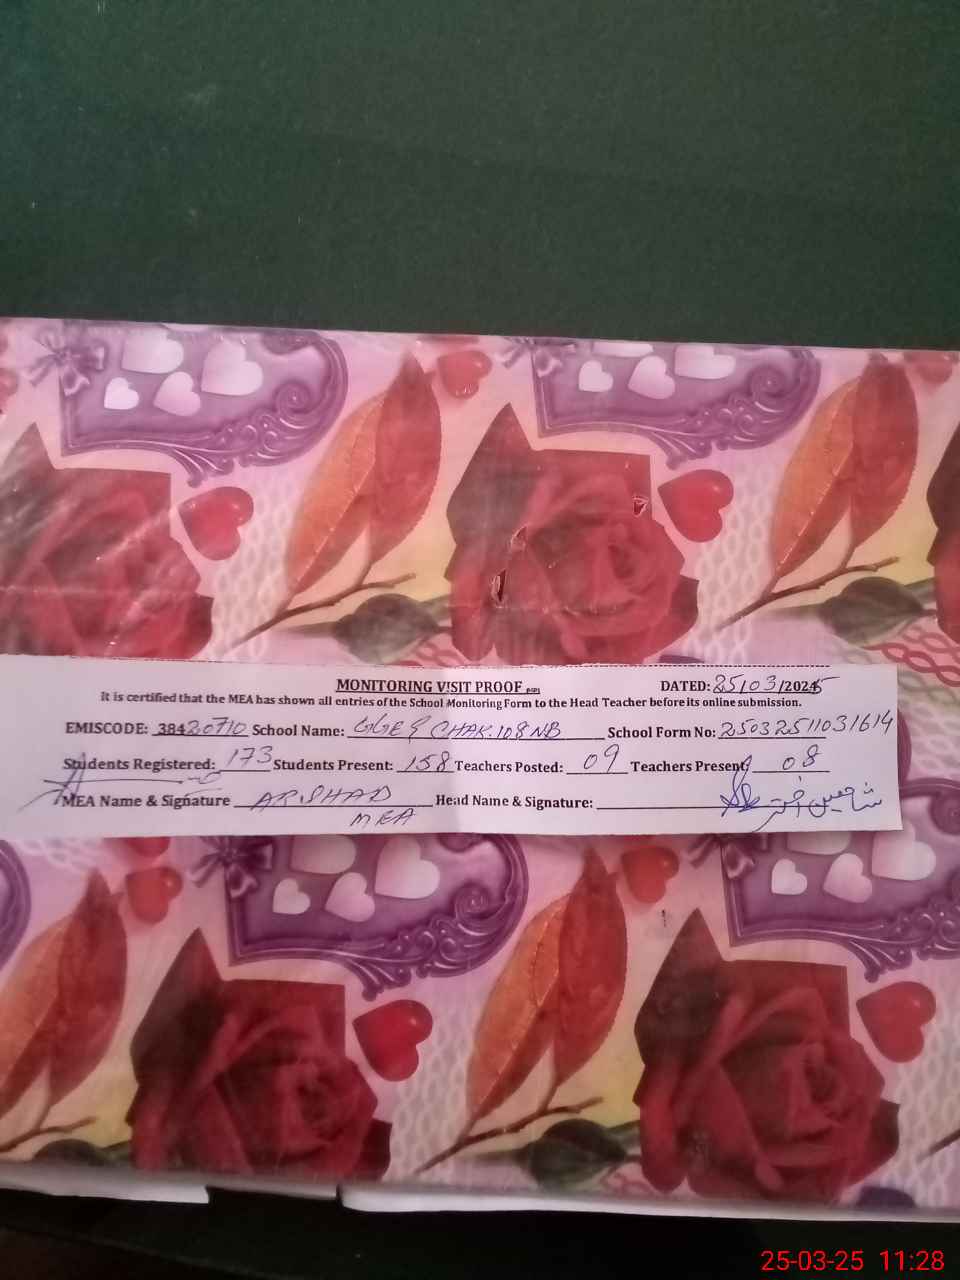 MONITORING VISIT PROOF DATED: 25/03/2025
It is certified that the MEA has shown all entries of the School Monitoring Form to the Head Teacher before its online submission.
EMISCODE: 38420710 School Name: GGES CHAK.108 NB School Form No: 25032511031614
Students Registered: 173 Students Present: 158 Teachers Posted: 09 Teachers Present 08
MEA Name & Signature ARSHAD Head Name & Signature: شاہین اختر
MEA
25-03-25 11:28